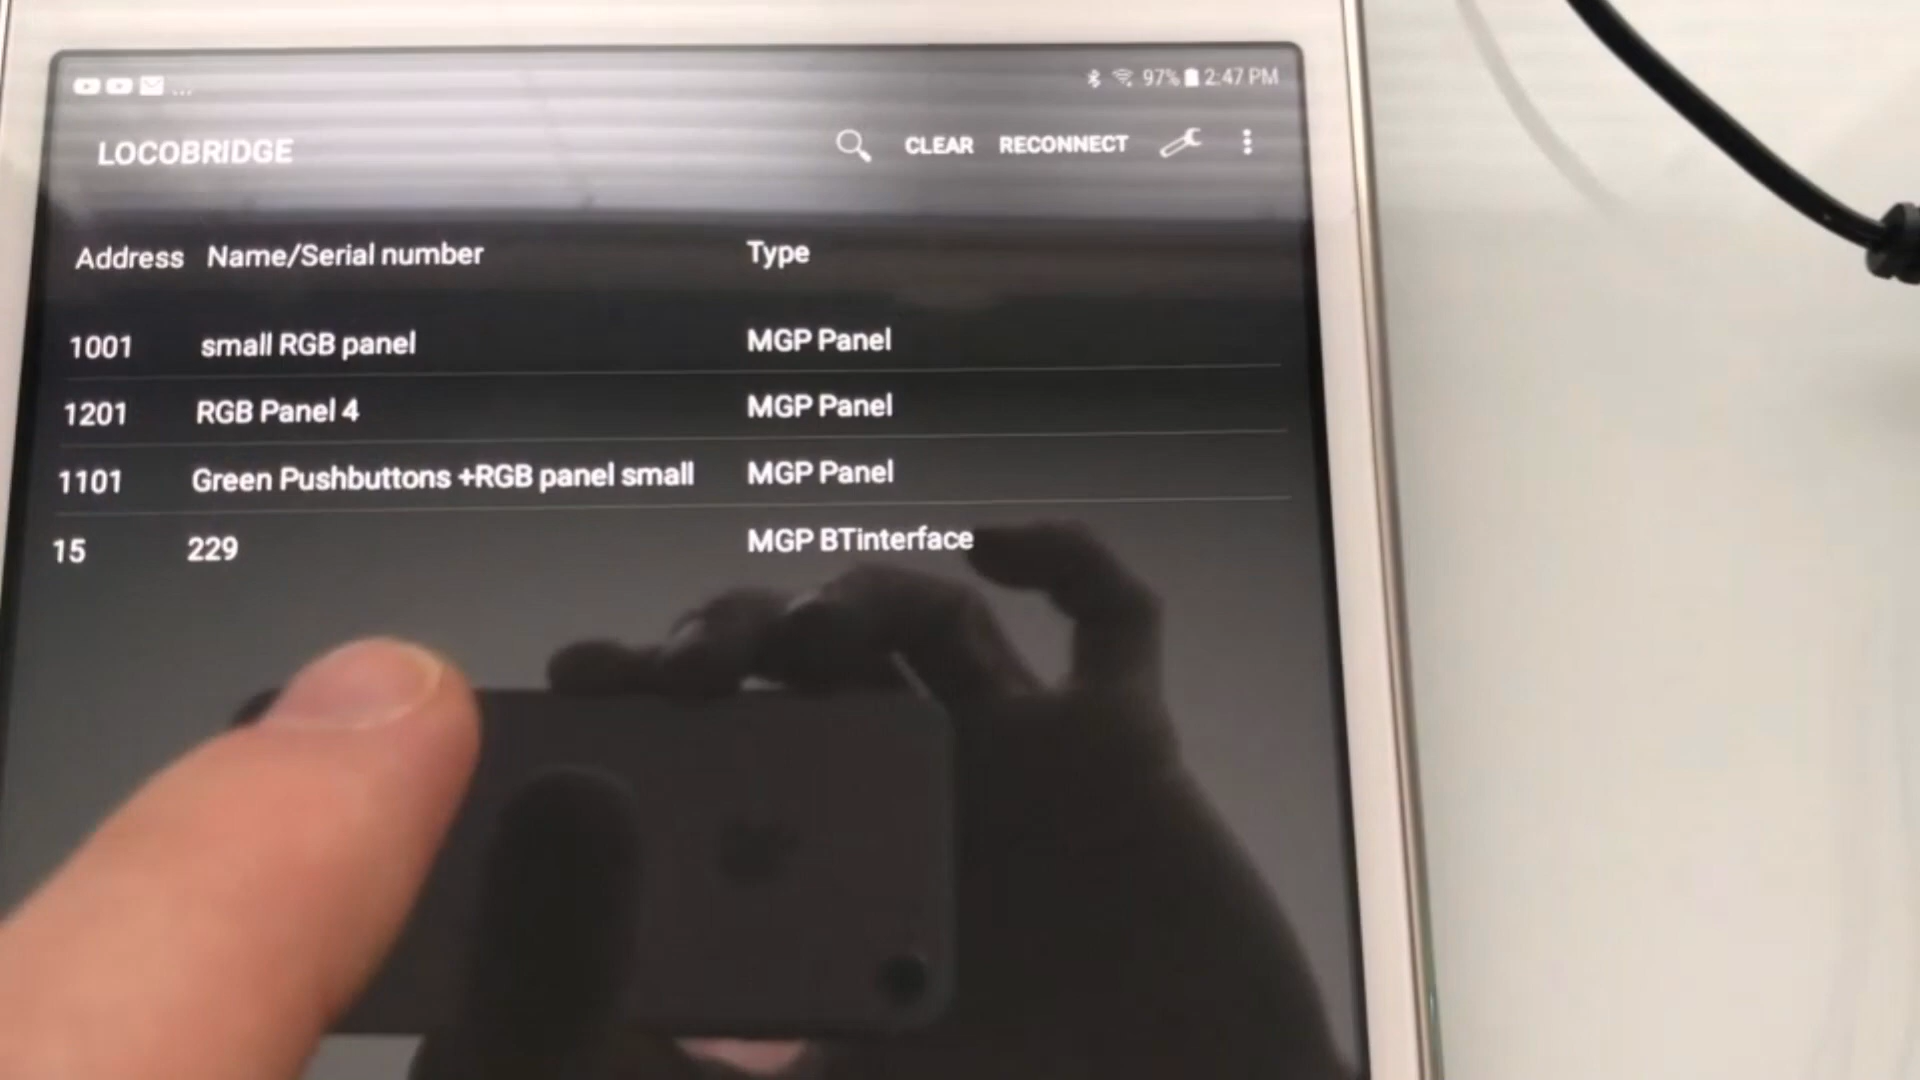 ... 97% 2:47 PM
LOCOBRIDGE CLEAR RECONNECT
Address Name/Serial number Type
1001 small RGB panel MGP Panel
1201 RGB Panel 4 MGP Panel
1101 Green Pushbuttons +RGB panel small MGP Panel
15 229 MGP BTinterface